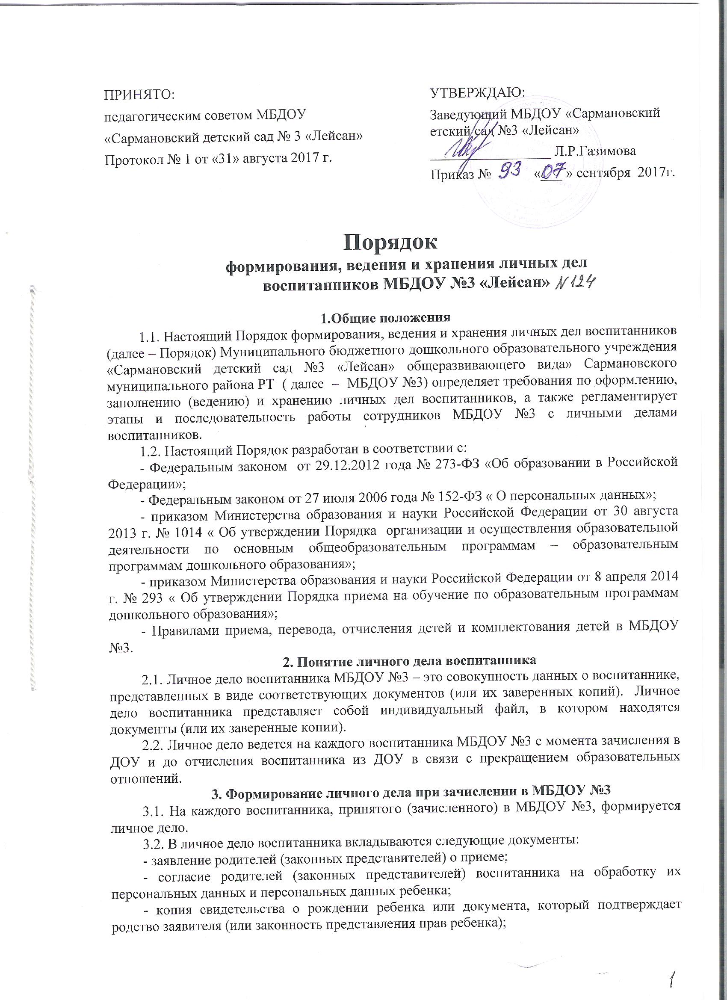 ПРИНЯТО:
педагогическим советом МБДОУ
«Сармановский детский сад № 3 «Лейсан»
Протокол № 1 от «31» августа 2017 г.
УТВЕРЖДАЮ:
Заведующий МБДОУ «Сармановский
етский сад №3 «Лейсан»
_________________ Л.Р.Газимова
Приказ № 93 «07» сентября 2017г.
Порядок
формирования, ведения и хранения личных дел
воспитанников МБДОУ №3 «Лейсан» N 124
1.Общие положения
1.1. Настоящий Порядок формирования, ведения и хранения личных дел воспитанников
(далее – Порядок) Муниципального бюджетного дошкольного образовательного учреждения
«Сармановский детский сад №3 «Лейсан» общеразвивающего вида» Сармановского
муниципального района РТ ( далее – МБДОУ №3) определяет требования по оформлению,
заполнению (ведению) и хранению личных дел воспитанников, а также регламентирует
этапы и последовательность работы сотрудников МБДОУ №3 с личными делами
воспитанников.
1.2. Настоящий Порядок разработан в соответствии с:
- Федеральным законом от 29.12.2012 года № 273-ФЗ «Об образовании в Российской
Федерации»;
- Федеральным законом от 27 июля 2006 года № 152-ФЗ « О персональных данных»;
- приказом Министерства образования и науки Российской Федерации от 30 августа
2013 г. № 1014 « Об утверждении Порядка организации и осуществления образовательной
деятельности по основным общеобразовательным программам – образовательным
программам дошкольного образования»;
- приказом Министерства образования и науки Российской Федерации от 8 апреля 2014
г. № 293 « Об утверждении Порядка приема на обучение по образовательным программам
дошкольного образования»;
- Правилами приема, перевода, отчисления детей и комплектования детей в МБДОУ
№3.
2. Понятие личного дела воспитанника
2.1. Личное дело воспитанника МБДОУ №3 – это совокупность данных о воспитаннике,
представленных в виде соответствующих документов (или их заверенных копий). Личное
дело воспитанника представляет собой индивидуальный файл, в котором находятся
документы (или их заверенные копии).
2.2. Личное дело ведется на каждого воспитанника МБДОУ №3 с момента зачисления в
ДОУ и до отчисления воспитанника из ДОУ в связи с прекращением образовательных
отношений.
3. Формирование личного дела при зачислении в МБДОУ №3
3.1. На каждого воспитанника, принятого (зачисленного) в МБДОУ №3, формируется
личное дело.
3.2. В личное дело воспитанника вкладываются следующие документы:
- заявление родителей (законных представителей) о приеме;
- согласие родителей (законных представителей) воспитанника на обработку их
персональных данных и персональных данных ребенка;
- копия свидетельства о рождении ребенка или документа, который подтверждает
родство заявителя (или законность представления прав ребенка);
1